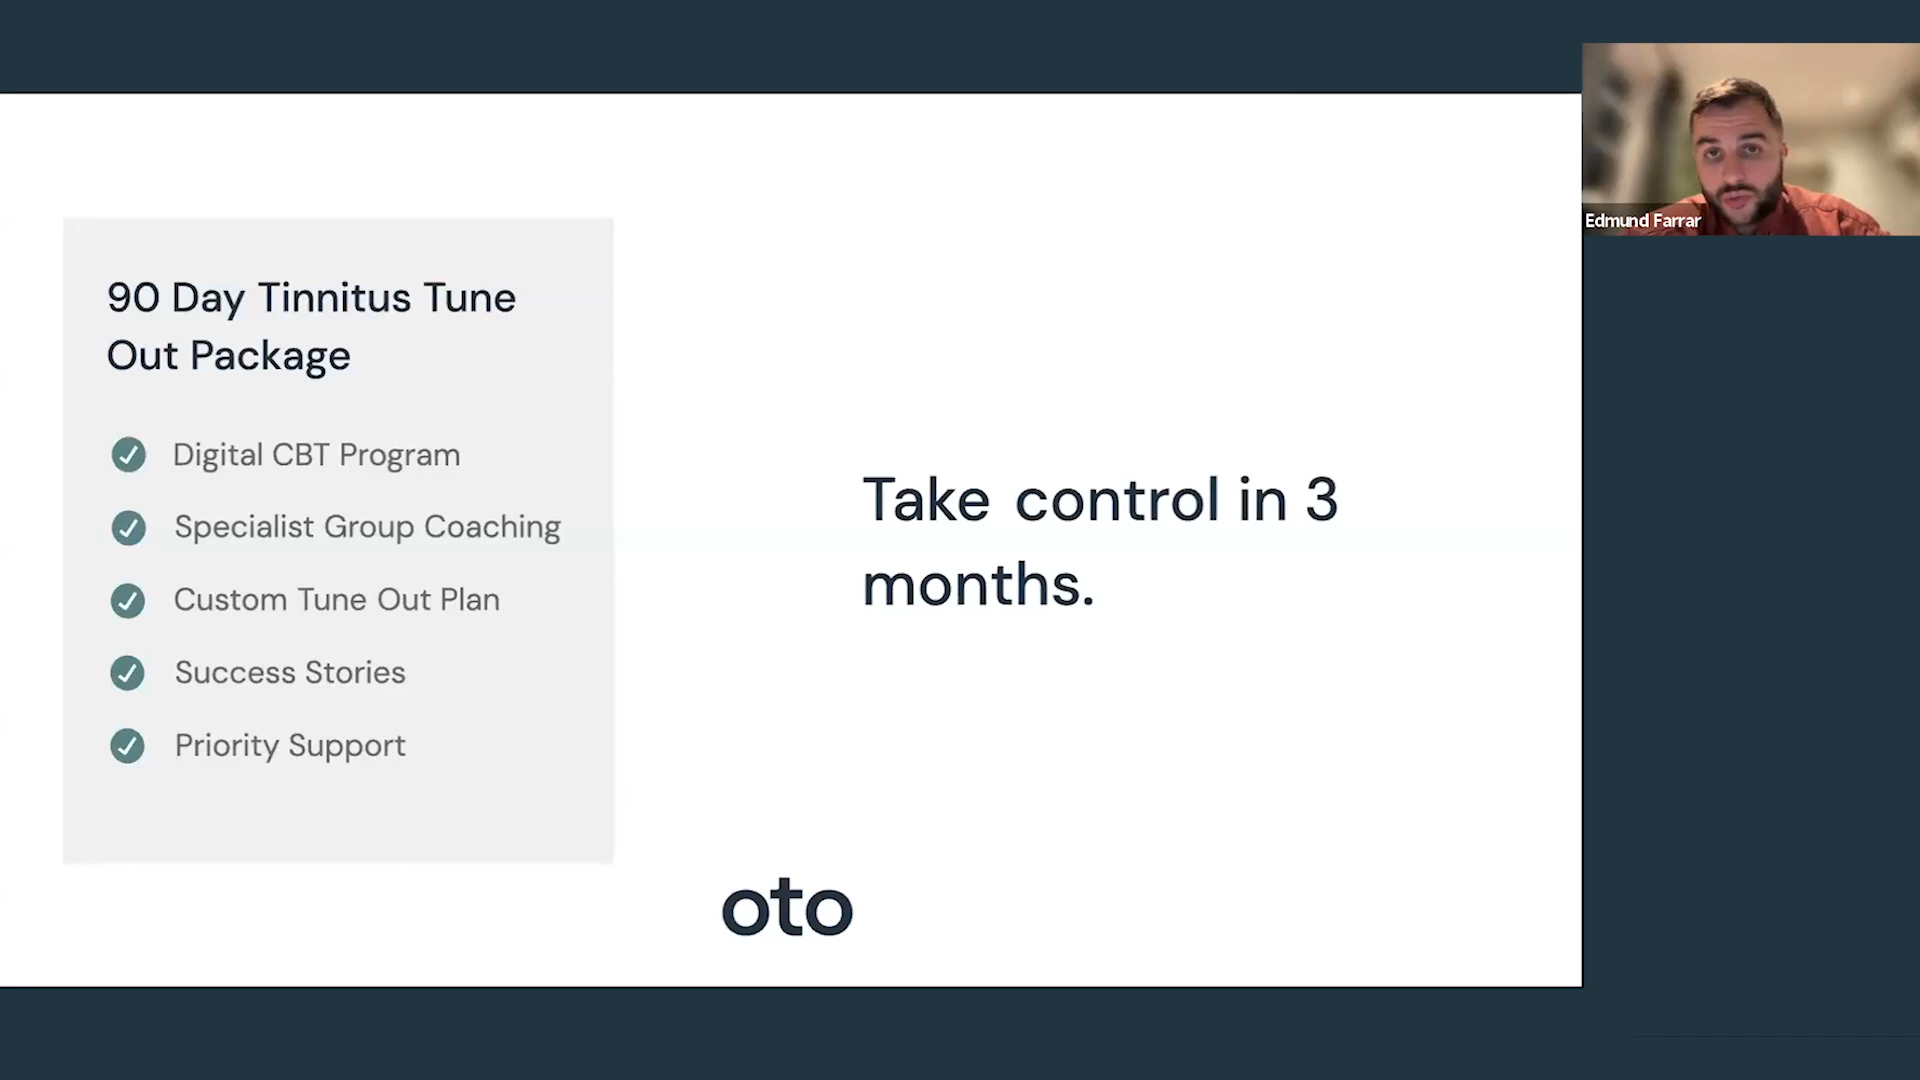 90 Day Tinnitus Tune
Out Package
Digital CBT Program
Specialist Group Coaching
Custom Tune Out Plan
Success Stories
Priority Support
Take control in 3
months.
oto
Edmund Farrar